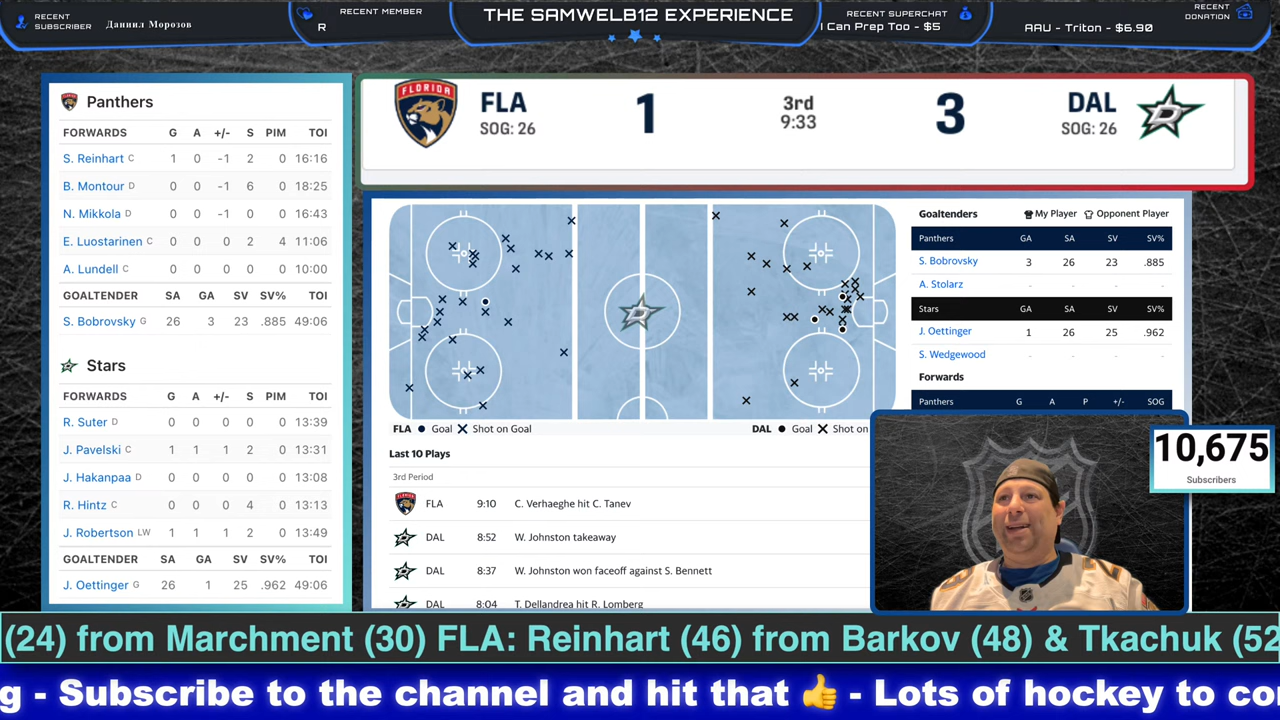 RECENT SUBSCRIBER
Даниил Морозов
RECENT MEMBER
R
THE SAMWELB12 EXPERIENCE
RECENT SUPERCHAT
I Can Prep Too - $5
RECENT DONATION
AAU - Triton - $6.90
Panthers
FORWARDS G A +/- S PIM TOI
S. Reinhart C 1 0 -1 2 0 16:16
B. Montour D 0 0 -1 6 0 18:25
N. Mikkola D 0 0 -1 0 0 16:43
E. Luostarinen C 0 0 0 2 4 11:06
A. Lundell C 0 0 0 0 0 10:00
GOALTENDER SA GA SV SV% TOI
S. Bobrovsky G 26 3 23 .885 49:06
Stars
FORWARDS G A +/- S PIM TOI
R. Suter D 0 0 0 0 0 13:39
J. Pavelski C 1 1 1 2 0 13:31
J. Hakanpaa D 0 0 0 0 0 13:08
R. Hintz C 0 0 0 4 0 13:13
J. Robertson LW 1 1 1 2 0 13:49
GOALTENDER SA GA SV SV% TOI
J. Oettinger G 26 1 25 .962 49:06
FLORIDA
FLA
SOG: 26
1
3rd
9:33
3
DAL
SOG: 26
D
D
FLA Goal Shot on Goal
DAL Goal Shot on
Last 10 Plays
3rd Period
FLA 9:10 C. Verhaeghe hit C. Tanev
DAL 8:52 W. Johnston takeaway
DAL 8:37 W. Johnston won faceoff against S. Bennett
DAL 8:04 T. Dellandrea hit R. Lomberg
Goaltenders My Player Opponent Player
Panthers GA SA SV SV%
S. Bobrovsky 3 26 23 .885
A. Stolarz - - - -
Stars GA SA SV SV%
J. Oettinger 1 26 25 .962
S. Wedgewood - - - -
Forwards
Panthers G A P +/- SOG
10,675
Subscribers
(24) from Marchment (30) FLA: Reinhart (46) from Barkov (48) & Tkachuk (52
g - Subscribe to the channel and hit that 👍 - Lots of hockey to co